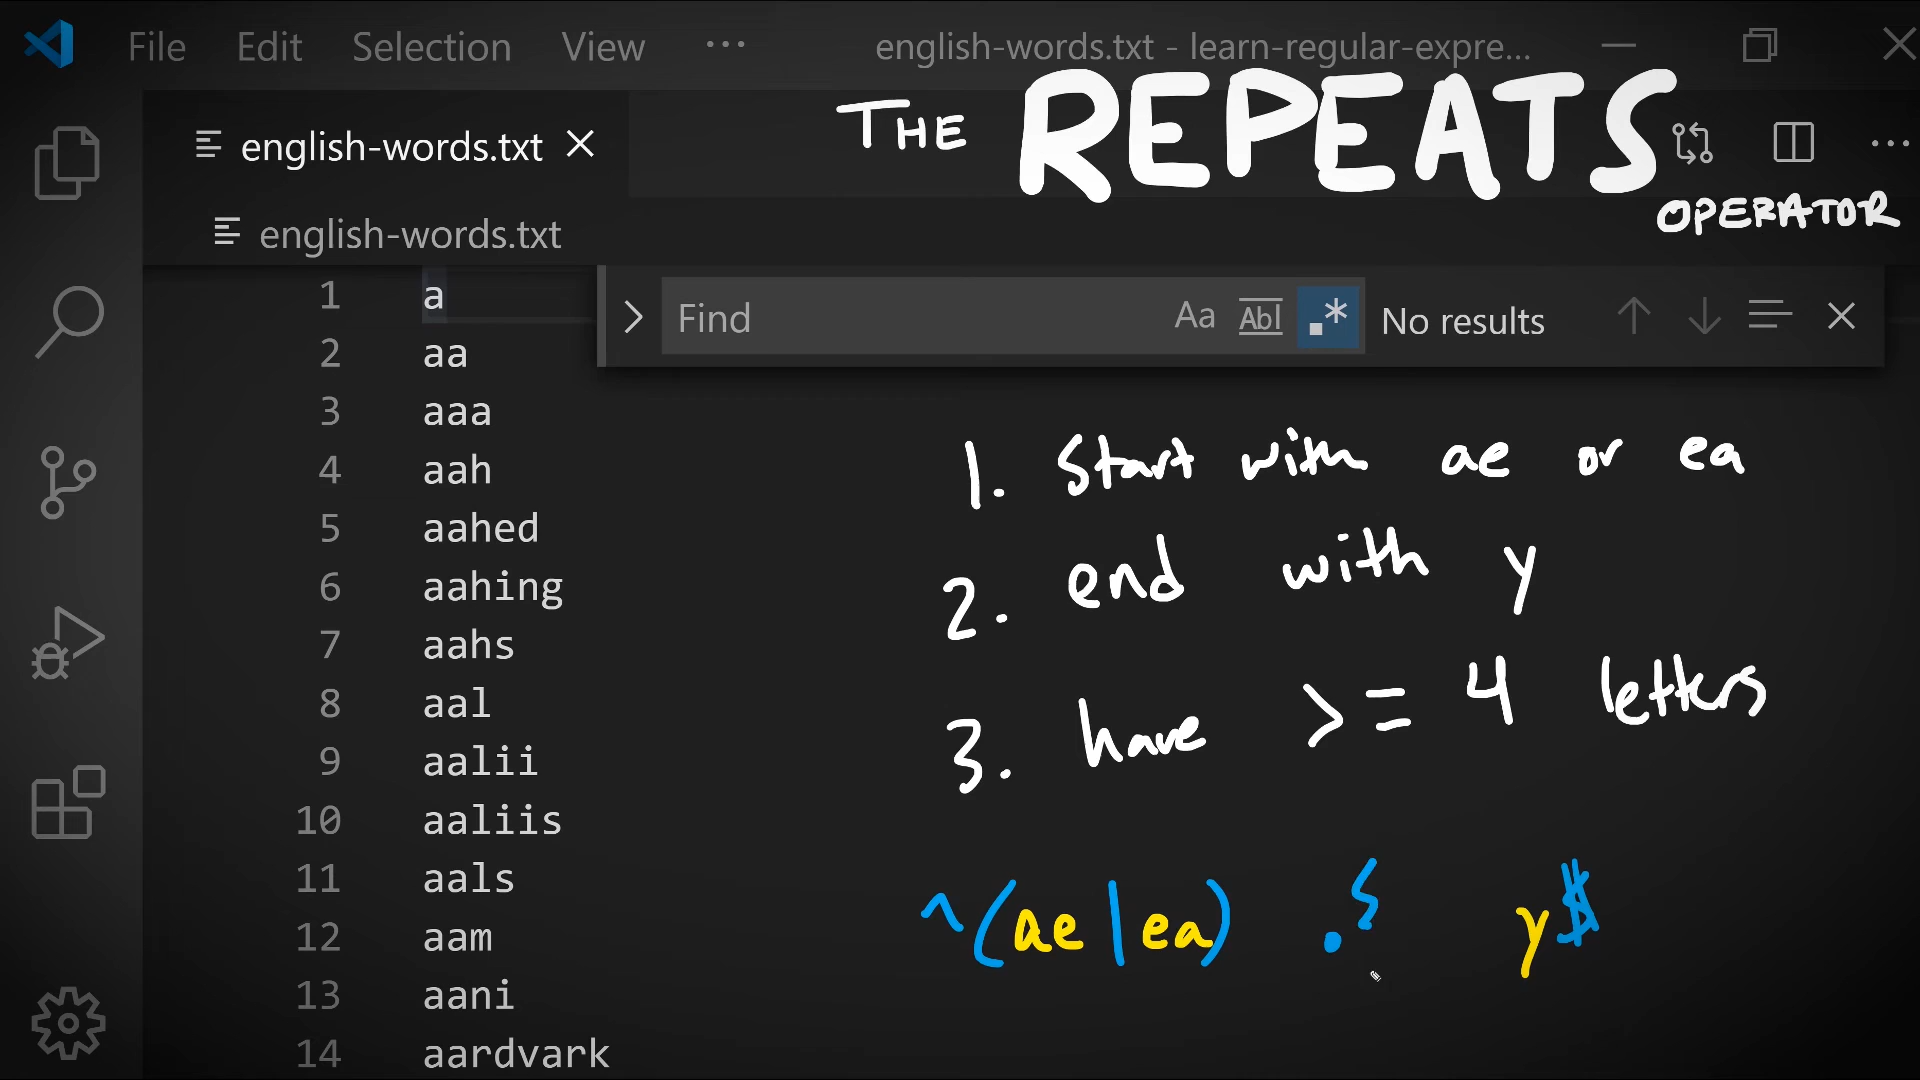 File Edit Selection View ... english-words.txt - learn-regular-expre...
english-words.txt
THE REPEATS OPERATOR
english-words.txt
Find Aa Abl .* No results
1 a
2 aa
3 aaa
4 aah
5 aahed
6 aahing
7 aahs
8 aal
9 aalii
10 aaliis
11 aals
12 aam
13 aani
14 aardvark
1. Start with ae or ea
2. end with y
3. have >= 4 letters
^(ae|ea) .{ y$